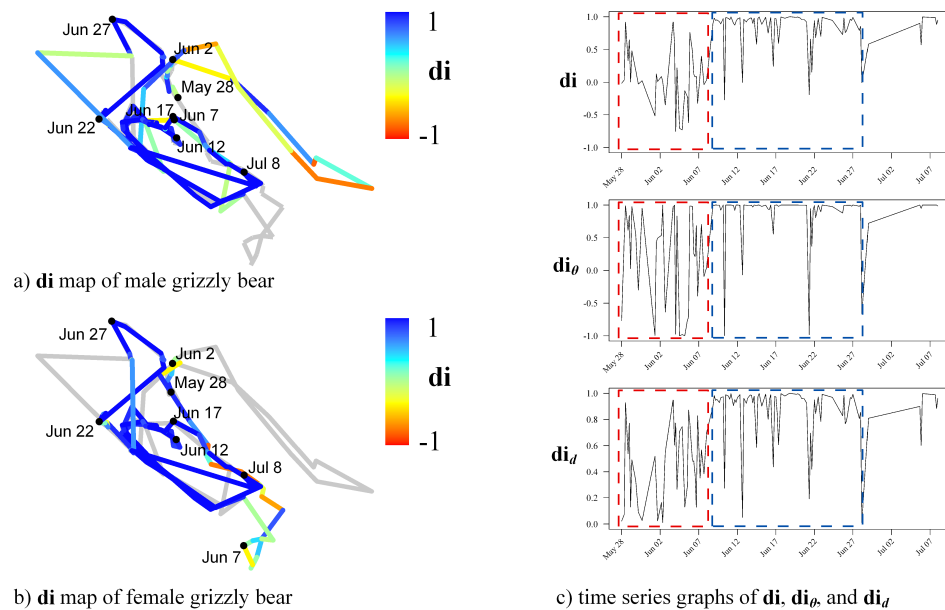 Jun 27
Jun 2
May 28
Jun 17
Jun 7
Jun 22
Jun 12
Jul 8
1
di
-1
a) di map of male grizzly bear
Jun 27
Jun 2
May 28
Jun 17
Jun 22
Jun 12
Jul 8
Jun 7
1
di
-1
b) di map of female grizzly bear
di
1.0
0.5
0.0
-0.5
-1.0
May 28 Jun 02 Jun 07 Jun 12 Jun 17 Jun 22 Jun 27 Jul 02 Jul 07
diθ
1.0
0.5
0.0
-0.5
-1.0
May 28 Jun 02 Jun 07 Jun 12 Jun 17 Jun 22 Jun 27 Jul 02 Jul 07
did
1.0
0.8
0.6
0.4
0.2
0.0
May 28 Jun 02 Jun 07 Jun 12 Jun 17 Jun 22 Jun 27 Jul 02 Jul 07
c) time series graphs of di, diθ, and did